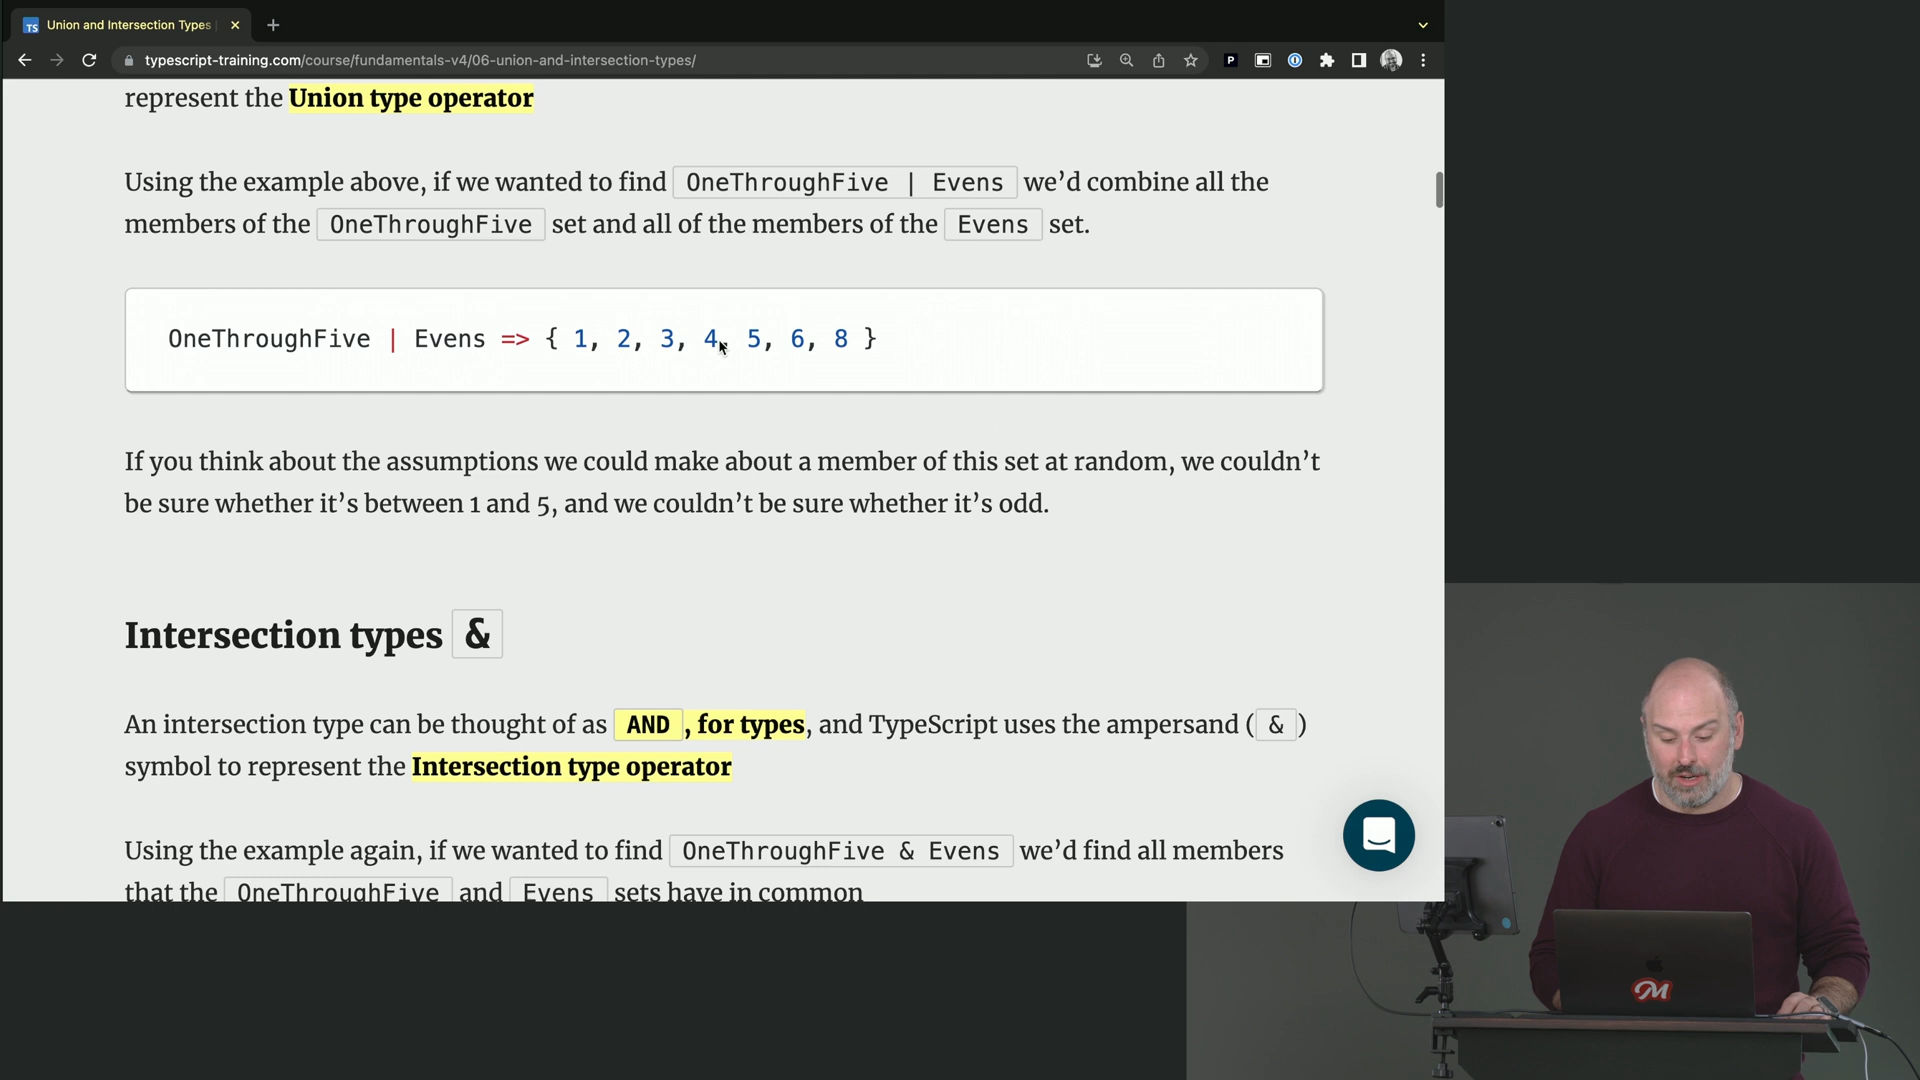 TS Union and Intersection Types
typescript-training.com/course/fundamentals-v4/06-union-and-intersection-types/
represent the Union type operator
Using the example above, if we wanted to find OneThroughFive | Evens we’d combine all the
members of the OneThroughFive set and all of the members of the Evens set.
OneThroughFive | Evens => { 1, 2, 3, 4, 5, 6, 8 }
If you think about the assumptions we could make about a member of this set at random, we couldn’t
be sure whether it’s between 1 and 5, and we couldn’t be sure whether it’s odd.
Intersection types &
An intersection type can be thought of as AND , for types, and TypeScript uses the ampersand ( & )
symbol to represent the Intersection type operator
Using the example again, if we wanted to find OneThroughFive & Evens we’d find all members
that the OneThroughFive and Evens sets have in common
P
M